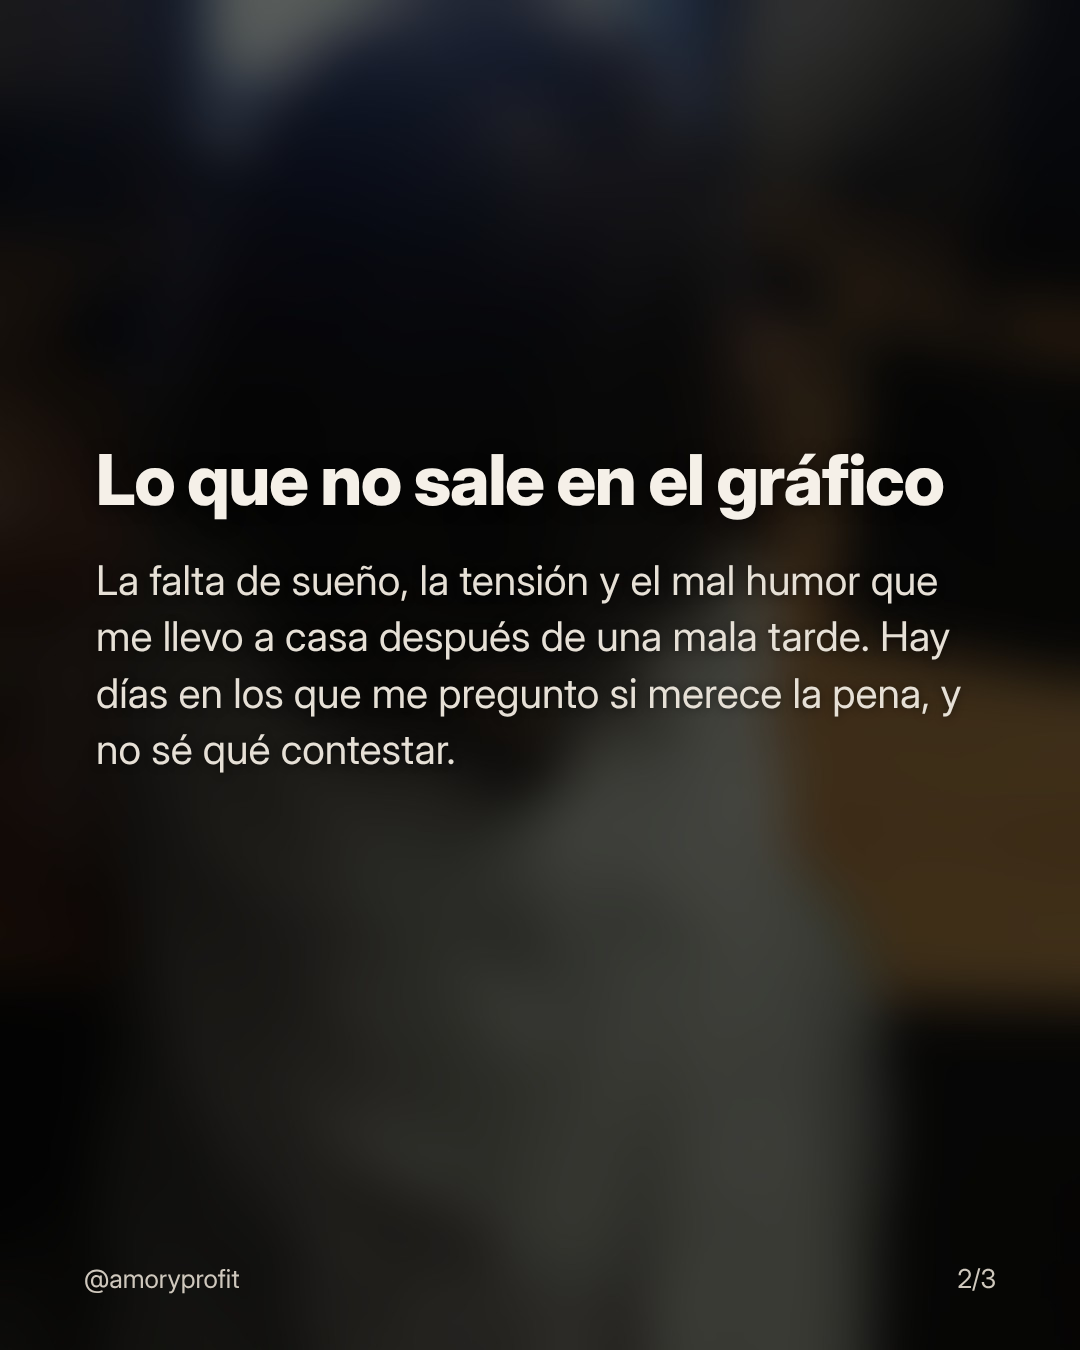 Lo que no sale en el gráfico
La falta de sueño, la tensión y el mal humor que
me llevo a casa después de una mala tarde. Hay
días en los que me pregunto si merece la pena, y
no sé qué contestar.
@amoryprofit
2/3